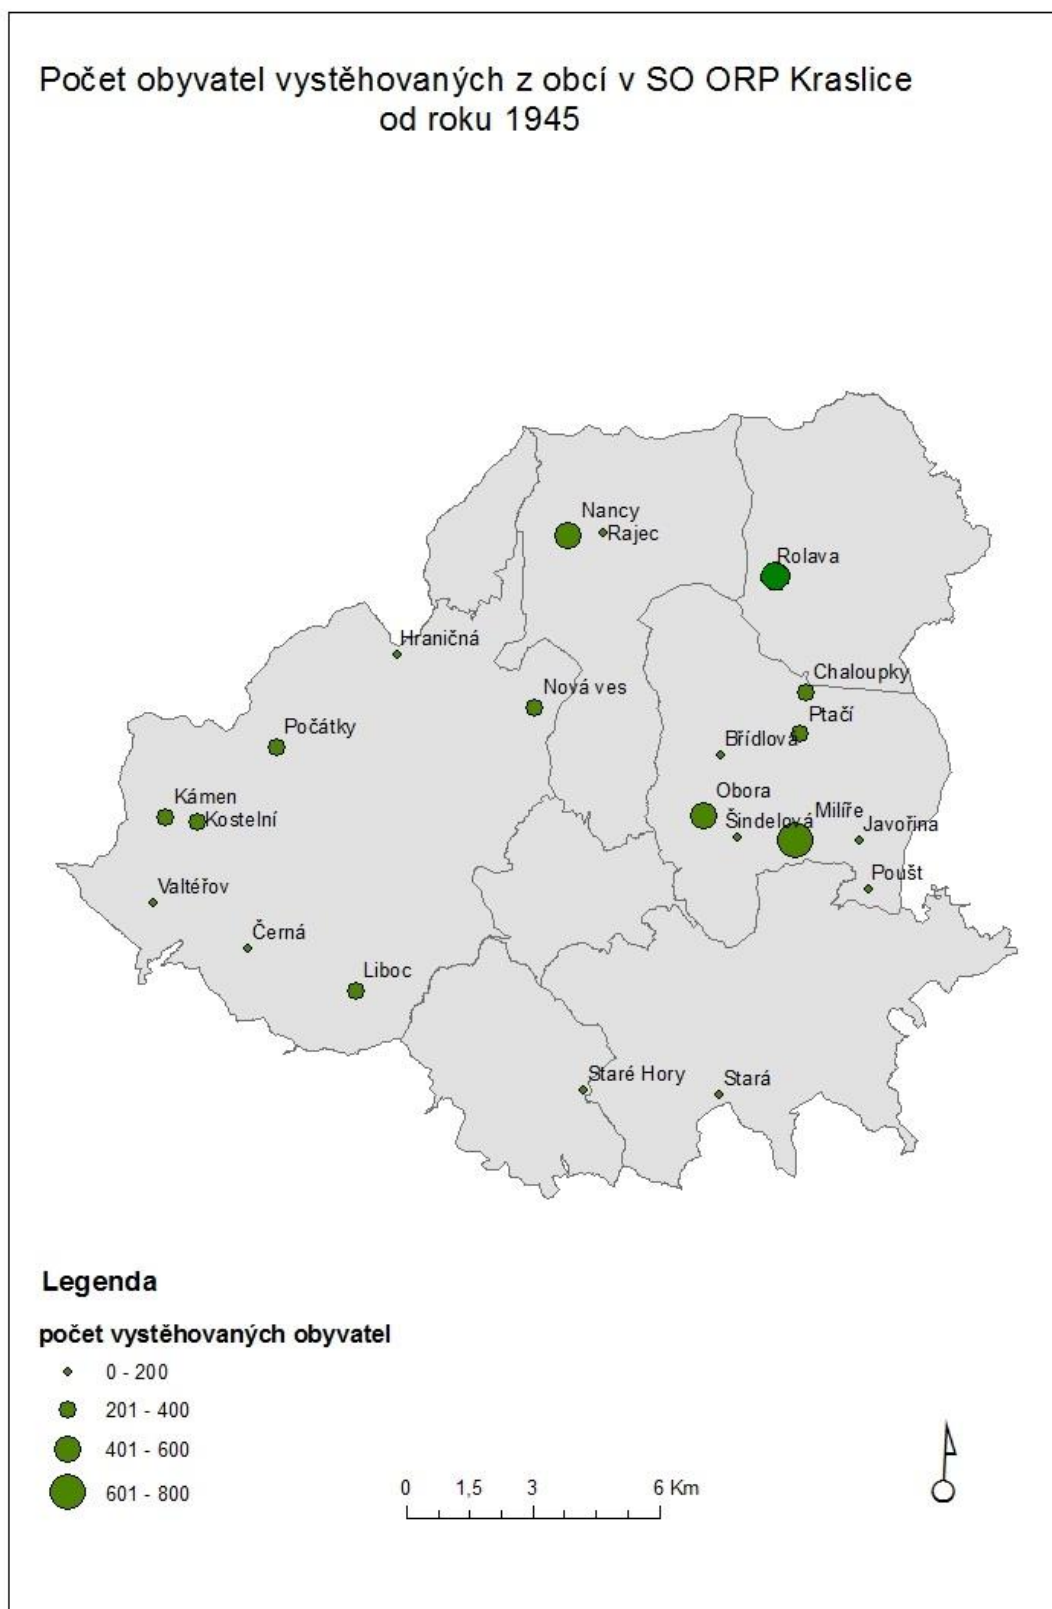 Počet obyvatel vystěhovaných z obcí v SO ORP Kraslice
od roku 1945
Nancy
Rajec
Rolava
Hraničná
Chaloupky
Nová ves
Ptačí
Počátky
Břídlová
Obora
Kámen
Milíře
Kostelní
Šindelová
Javořina
Poušt
Valtéřov
Černá
Liboc
Staré Hory
Stará
Legenda
počet vystěhovaných obyvatel
0 - 200
201 - 400
401 - 600
601 - 800
0 1,5 3 6 Km